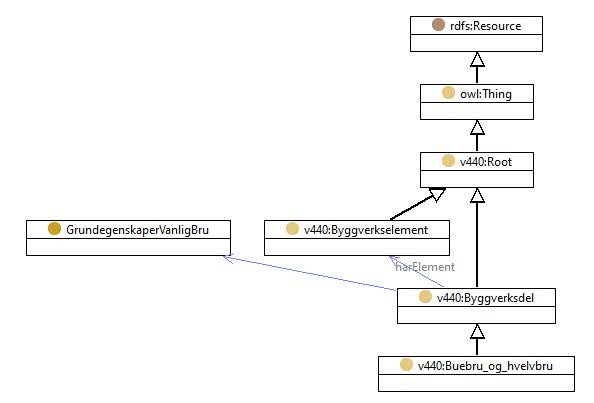 rdfs:Resource
owl:Thing
v440:Root
GrundegenskaperVanligBru
v440:Byggverkselement
harElement
v440:Byggverksdel
v440:Buebru_og_hvelvbru